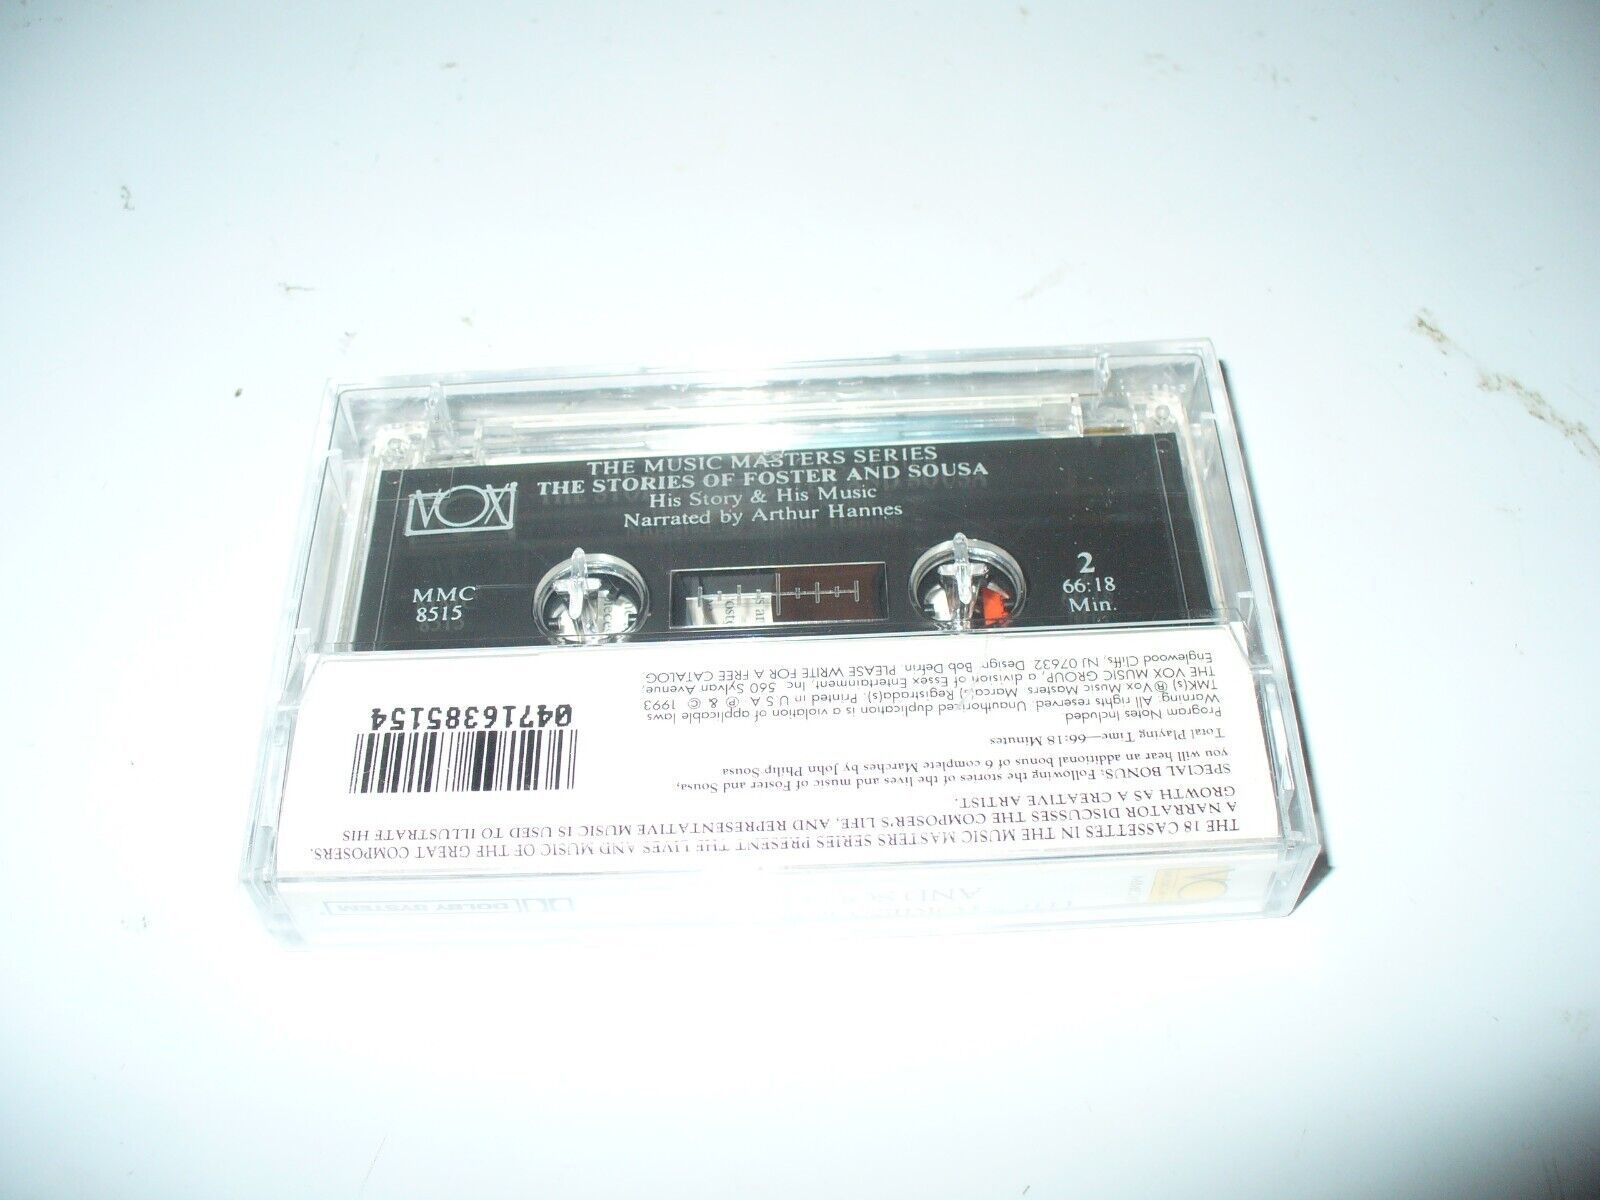 THE MUSIC MASTERS SERIES
THE STORIES OF FOSTER AND SOUSA
His Story & His Music
Narrated by Arthur Hannes
VOX
MMC
8515
2
66:18
Min.
THE 18 CASSETTES IN THE MUSIC MASTERS SERIES PRESENT THE LIVES AND MUSIC OF THE GREAT COMPOSERS.
A NARRATOR DISCUSSES THE COMPOSER'S LIFE, AND REPRESENTATIVE MUSIC IS USED TO ILLUSTRATE HIS
GROWTH AS A CREATIVE ARTIST.
SPECIAL BONUS: Following the stories of the lives and music of Foster and Sousa,
you will hear an additional bonus of 6 complete Marches by John Philip Sousa
Total Playing Time—66:18 Minutes
Program Notes Included
Warning: All rights reserved. Unauthorized duplication is a violation of applicable laws
TMK(s) ® Vox Music Masters. Marca(s) Registrada(s). Printed in U S A ℗ & © 1993
THE VOX MUSIC GROUP, a division of Essex Entertainment, Inc. 560 Sylvan Avenue,
Englewood Cliffs, NJ 07632. Design: Bob Defrin. PLEASE WRITE FOR A FREE CATALOG
04716385154
DOLBY SYSTEM